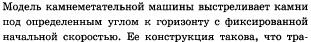 Модель камнеметательной машины выстреливает камни
под определенным углом к горизонту с фиксированной
начальной скоростью. Ее конструкция такова, что тра-